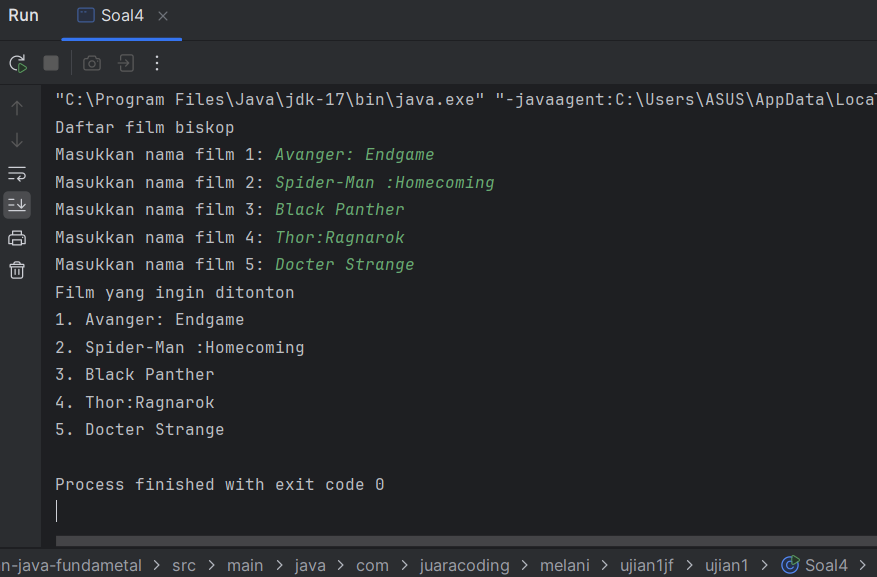 Run Soal4
"C:\Program Files\Java\jdk-17\bin\java.exe" "-javaagent:C:\Users\ASUS\AppData\Loca
Daftar film biskop
Masukkan nama film 1: Avanger: Endgame
Masukkan nama film 2: Spider-Man :Homecoming
Masukkan nama film 3: Black Panther
Masukkan nama film 4: Thor:Ragnarok
Masukkan nama film 5: Docter Strange
Film yang ingin ditonton
1. Avanger: Endgame
2. Spider-Man :Homecoming
3. Black Panther
4. Thor:Ragnarok
5. Docter Strange
Process finished with exit code 0
n-java-fundametal > src > main > java > com > juaracoding > melani > ujian1jf > ujian1 > Soal4 >